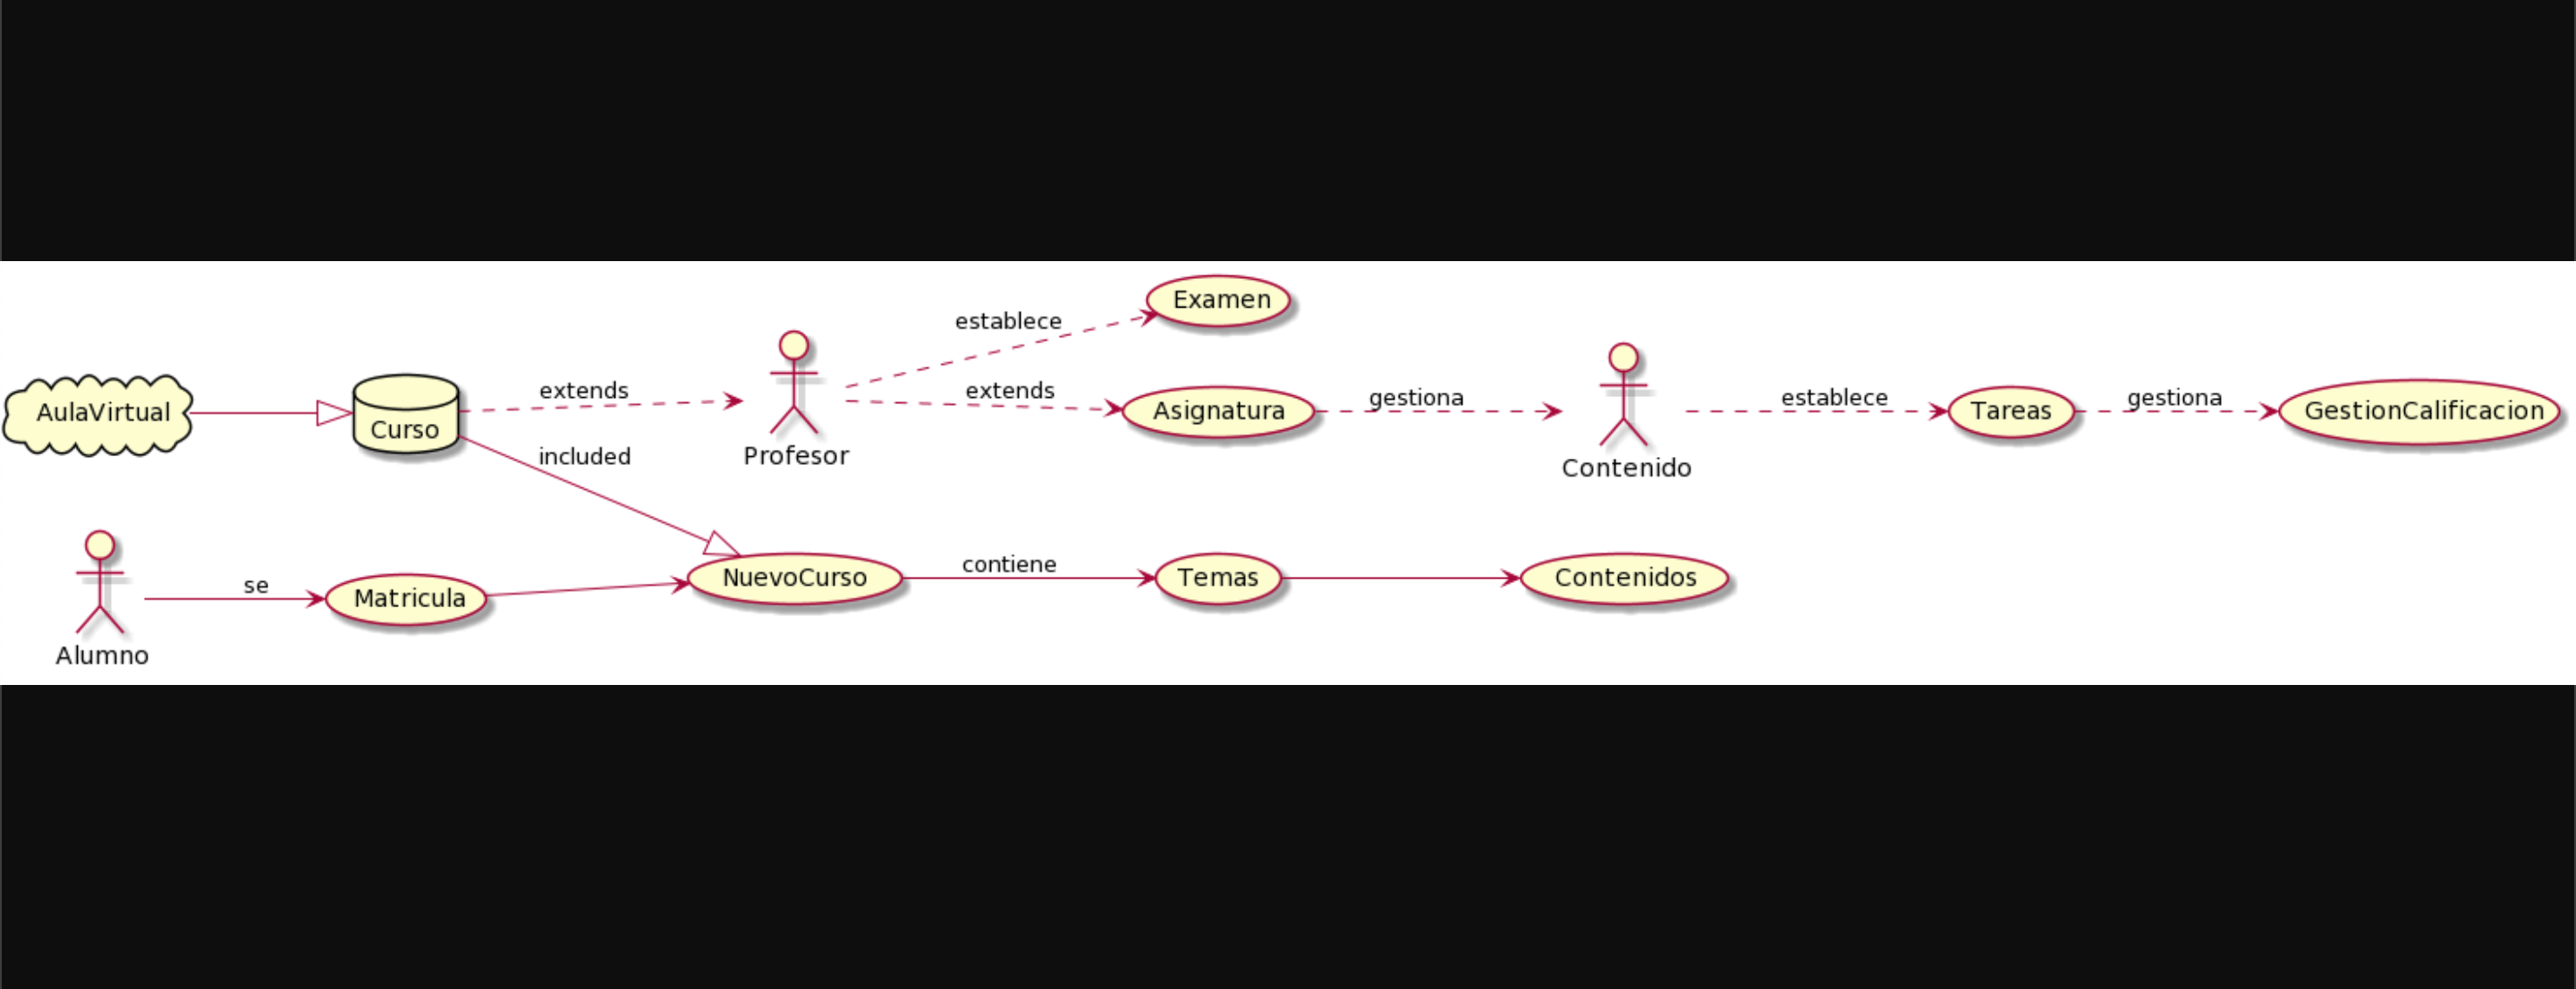 Examen
establece
extends
extends
gestiona
establece
gestiona
AulaVirtual
Curso
Asignatura
Tareas
GestionCalificacion
Profesor
included
Contenido
contiene
NuevoCurso
Temas
Contenidos
se
Matricula
Alumno